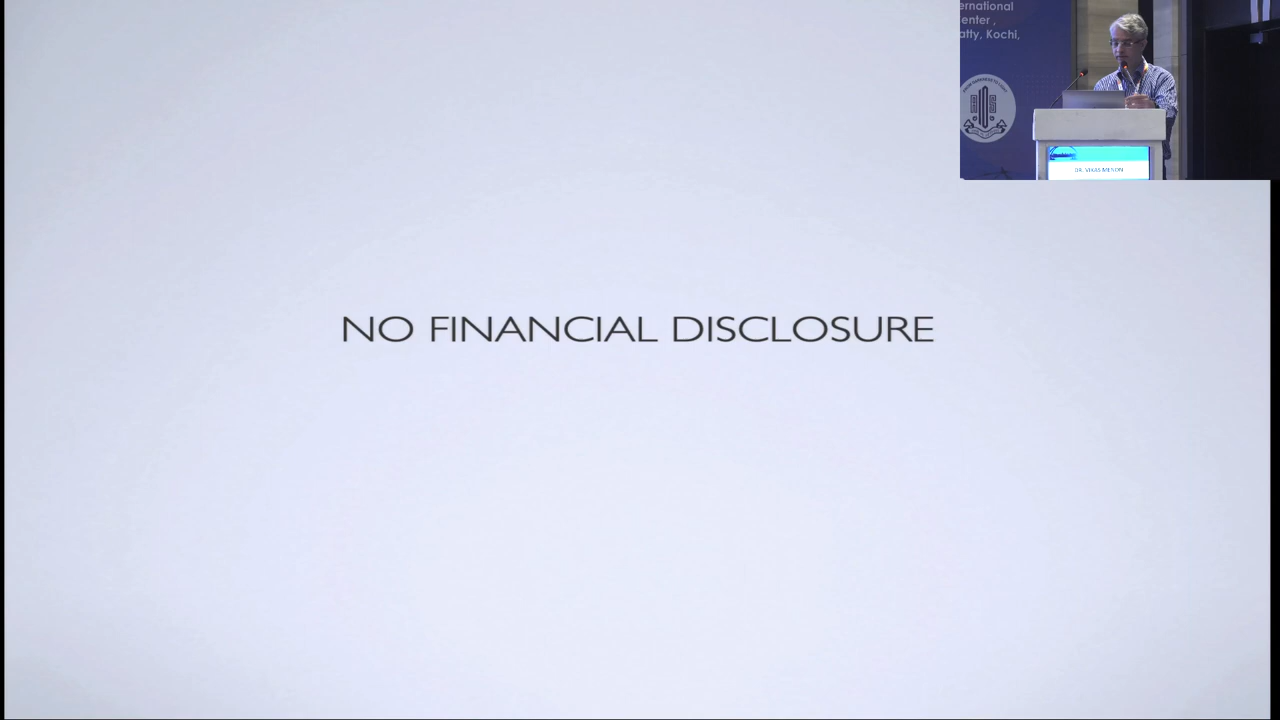 ernational
enter ,
atty, Kochi,
DR. VIKAS MENON
NO FINANCIAL DISCLOSURE